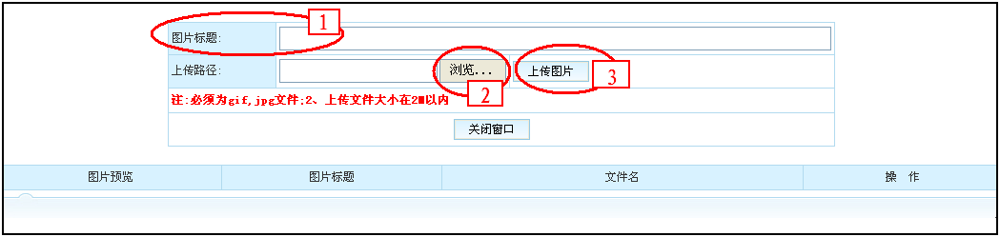 1
图片标题:
上传路径: 浏览... 上传图片
2 3
注:必须为gif,jpg文件;2、上传文件大小在2M以内
关闭窗口
图片预览 图片标题 文件名 操 作